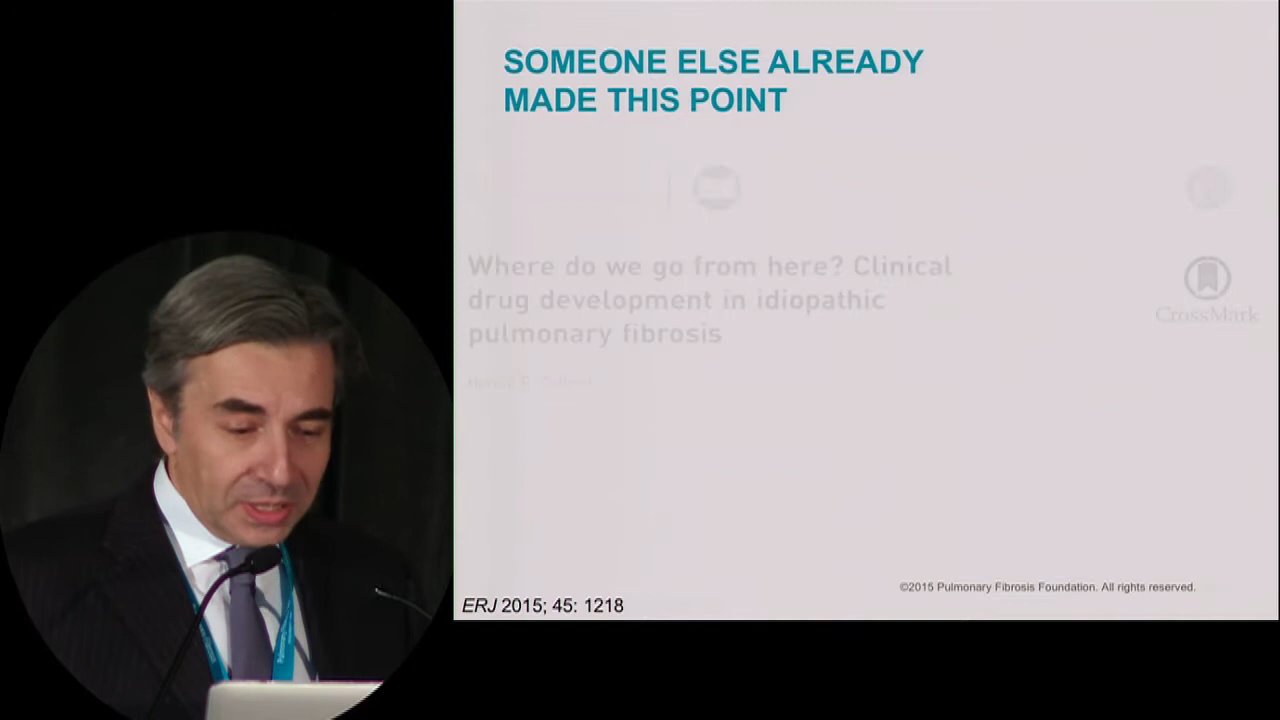 SOMEONE ELSE ALREADY
MADE THIS POINT
Where do we go from here? Clinical
drug development in idiopathic
pulmonary fibrosis
CrossMark
©2015 Pulmonary Fibrosis Foundation. All rights reserved.
ERJ 2015; 45: 1218